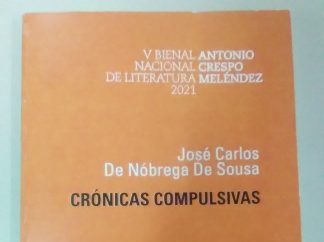 V BIENAL ANTONIO
NACIONAL CRESPO
DE LITERATURA MELÉNDEZ
2021
José Carlos
De Nóbrega De Sousa
CRÓNICAS COMPULSIVAS